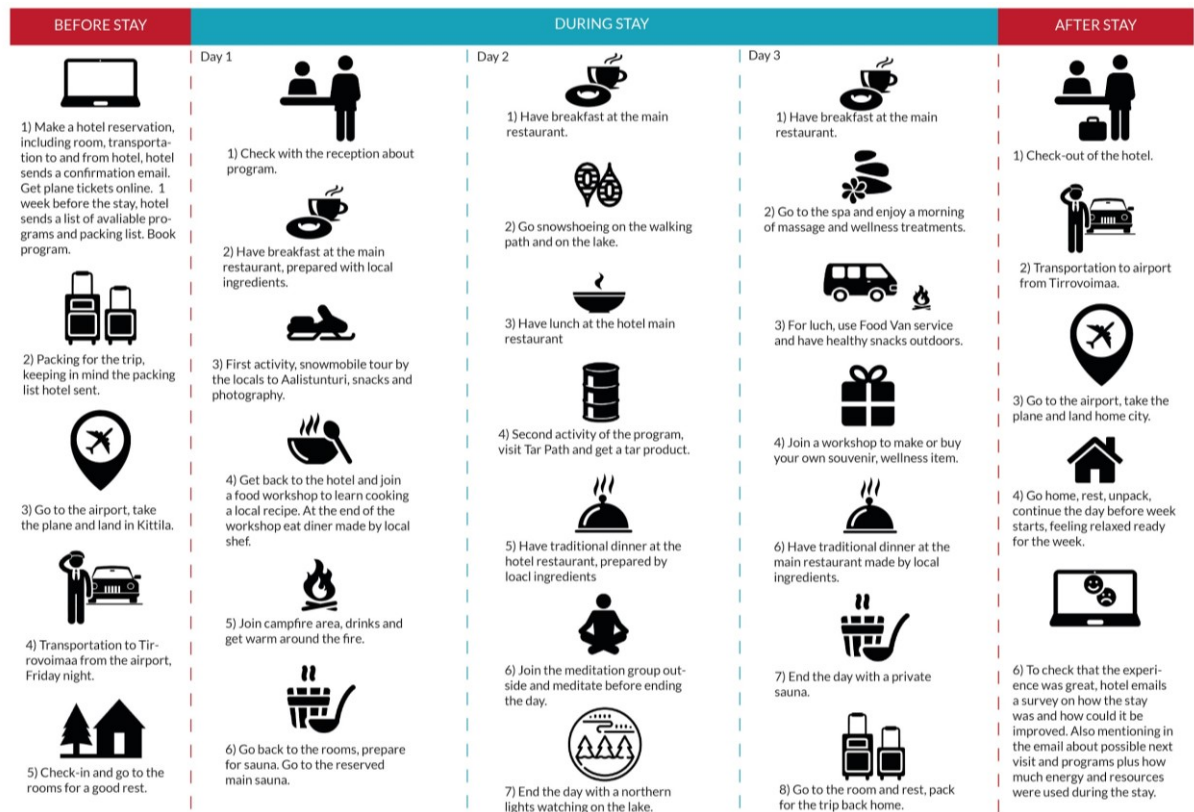 BEFORE STAY
DURING STAY
AFTER STAY
1) Make a hotel reservation,
including room, transporta-
tion to and from hotel, hotel
sends a confirmation email.
Get plane tickets online. 1
week before the stay, hotel
sends a list of avaliable pro-
grams and packing list. Book
program.
2) Packing for the trip,
keeping in mind the packing
list hotel sent.
3) Go to the airport, take
the plane and land in Kittila.
4) Transportation to Tir-
rovoimaa from the airport,
Friday night.
5) Check-in and go to the
rooms for a good rest.
Day 1
1) Check with the reception about
program.
2) Have breakfast at the main
restaurant, prepared with local
ingredients.
3) First activity, snowmobile tour by
the locals to Aalistunturi, snacks and
photography.
4) Get back to the hotel and join
a food workshop to learn cooking
a local recipe. At the end of the
workshop eat diner made by local
shef.
5) Join campfire area, drinks and
get warm around the fire.
6) Go back to the rooms, prepare
for sauna. Go to the reserved
main sauna.
Day 2
1) Have breakfast at the main
restaurant.
2) Go snowshoeing on the walking
path and on the lake.
3) Have lunch at the hotel main
restaurant
4) Second activity of the program,
visit Tar Path and get a tar product.
5) Have traditional dinner at the
hotel restaurant, prepared by
loacl ingredients
6) Join the meditation group out-
side and meditate before ending
the day.
7) End the day with a northern
lights watching on the lake.
Day 3
1) Have breakfast at the main
restaurant.
2) Go to the spa and enjoy a morning
of massage and wellness treatments.
3) For luch, use Food Van service
and have healthy snacks outdoors.
4) Join a workshop to make or buy
your own souvenir, wellness item.
6) Have traditional dinner at the
main restaurant made by local
ingredients.
7) End the day with a private
sauna.
8) Go to the room and rest, pack
for the trip back home.
1) Check-out of the hotel.
2) Transportation to airport
from Tirrovoimaa.
3) Go to the airport, take the
plane and land home city.
4) Go home, rest, unpack,
continue the day before week
starts, feeling relaxed ready
for the week.
6) To check that the experi-
ence was great, hotel emails
a survey on how the stay
was and how could it be
improved. Also mentioning in
the email about possible next
visit and programs plus how
much energy and resources
were used during the stay.